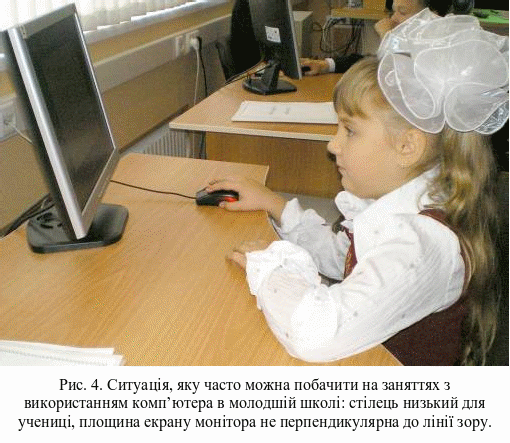 Рис. 4. Ситуація, яку часто можна побачити на заняттях з
використанням комп’ютера в молодшій школі: стілець низький для
учениці, площина екрану монітора не перпендикулярна до лінії зору.